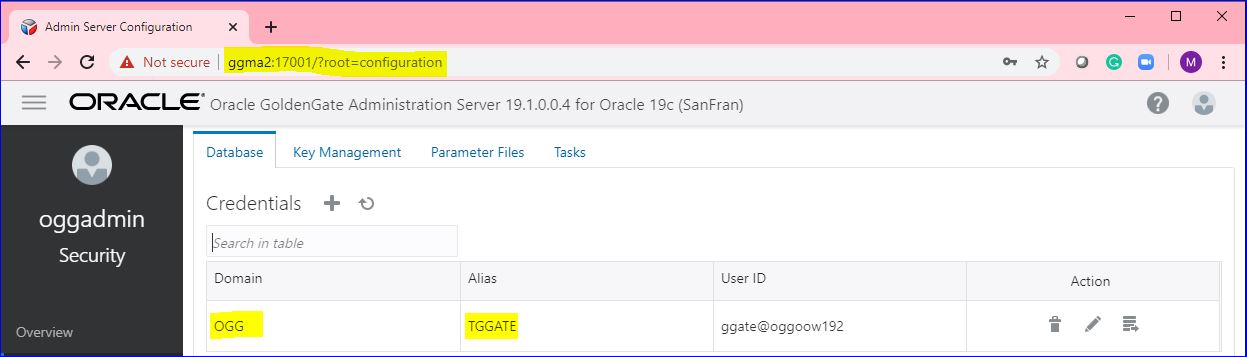 Admin Server Configuration
Not secure ggma2:17001/?root=configuration M
ORACLE® Oracle GoldenGate Administration Server 19.1.0.0.4 for Oracle 19c (SanFran)
Database Key Management Parameter Files Tasks
oggadmin
Security
Overview
Credentials
Search in table
Domain Alias User ID Action
OGG TGGATE ggate@oggoow192